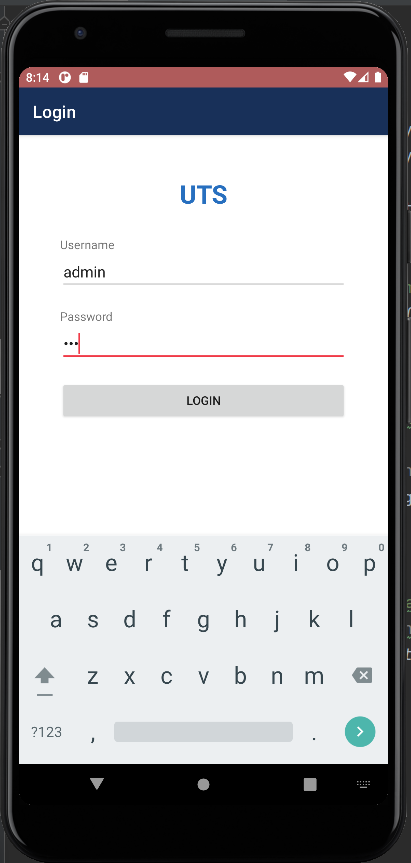 8:14
Login
UTS
Username
admin
Password
•••
LOGIN
1 2 3 4 5 6 7 8 9 0
q w e r t y u i o p
a s d f g h j k l
z x c v b n m
?123 , .